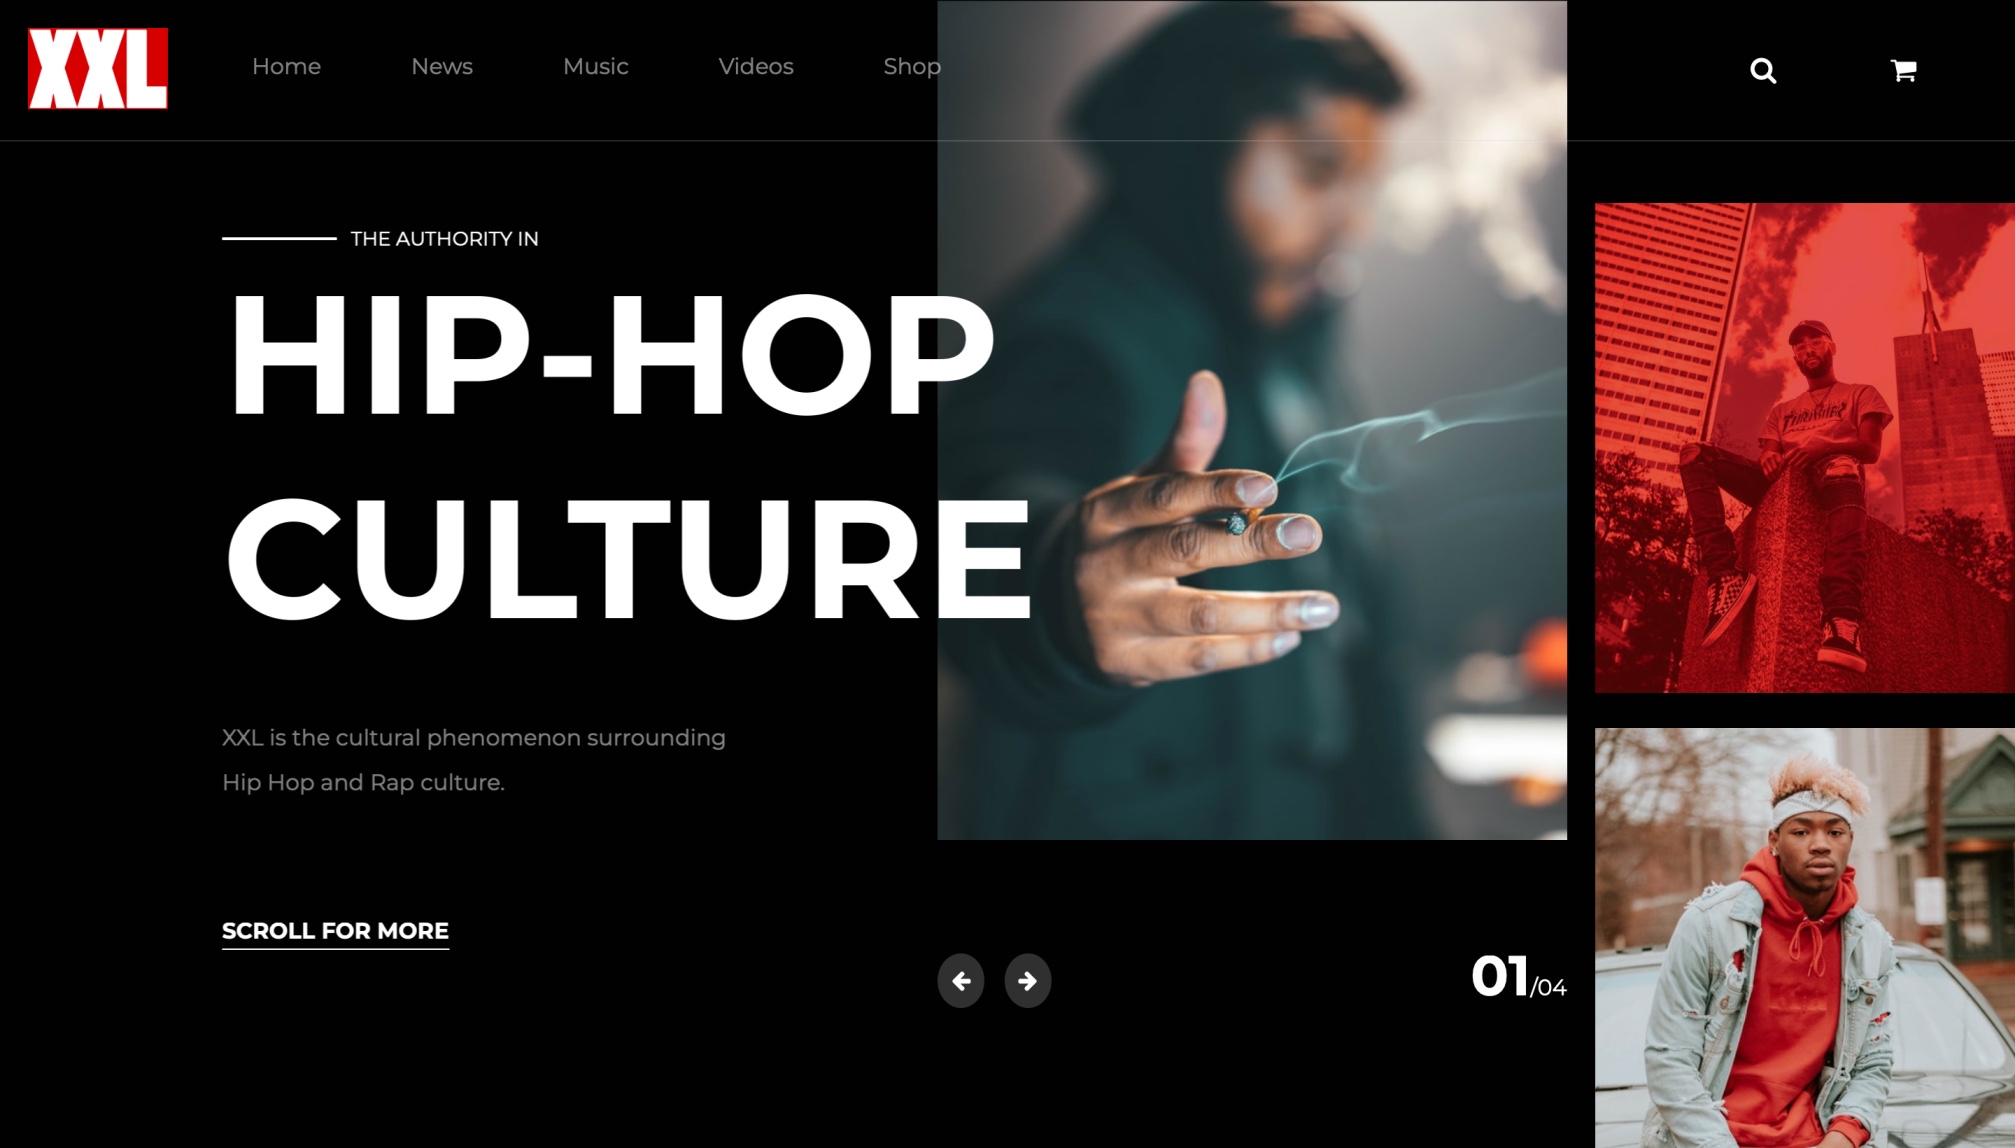 XXL
Home News Music Videos Shop
THE AUTHORITY IN
HIP-HOP
CULTURE
XXL is the cultural phenomenon surrounding
Hip Hop and Rap culture.
SCROLL FOR MORE
01/04
THRASHER